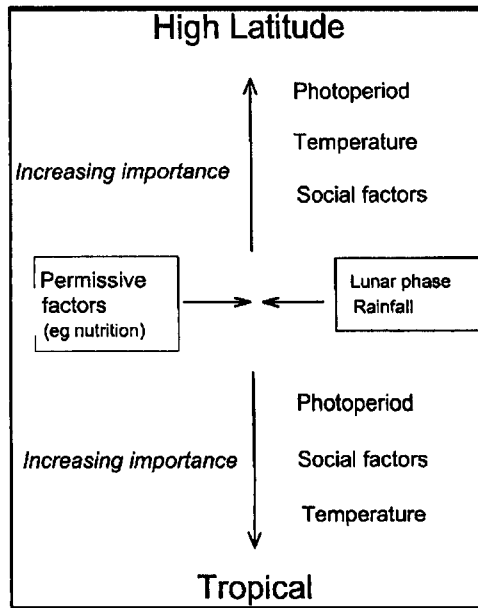 High Latitude
Photoperiod
Temperature
Increasing importance
Social factors
Permissive
factors
(eg nutrition)
Lunar phase
Rainfall
Photoperiod
Increasing importance
Social factors
Temperature
Tropical